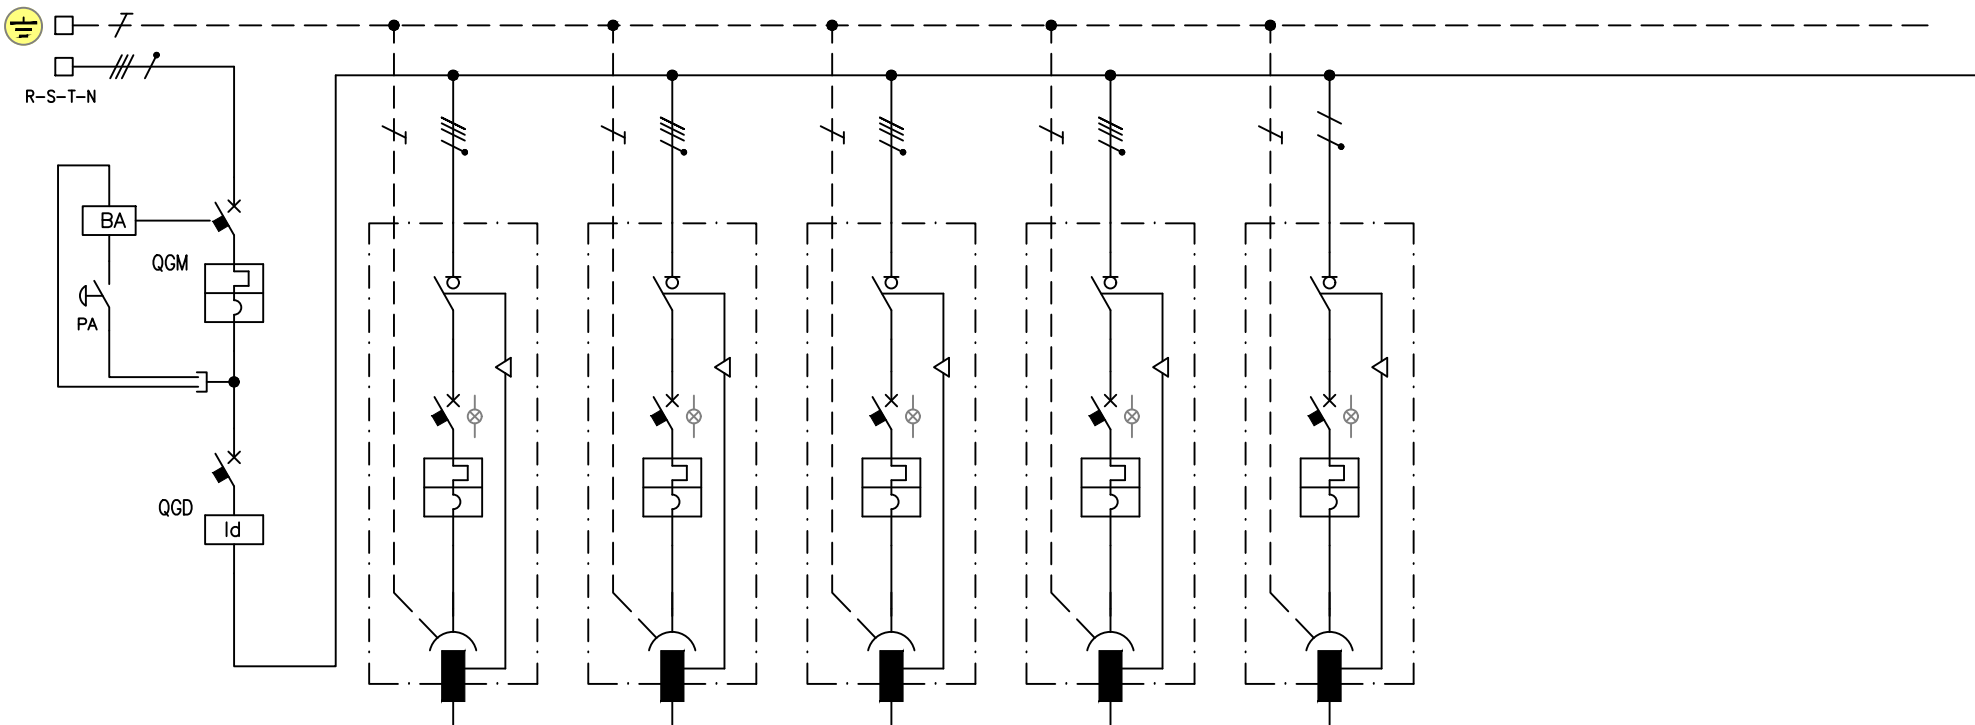 R-S-T-N
BA
QGM
PA
QGD
Id